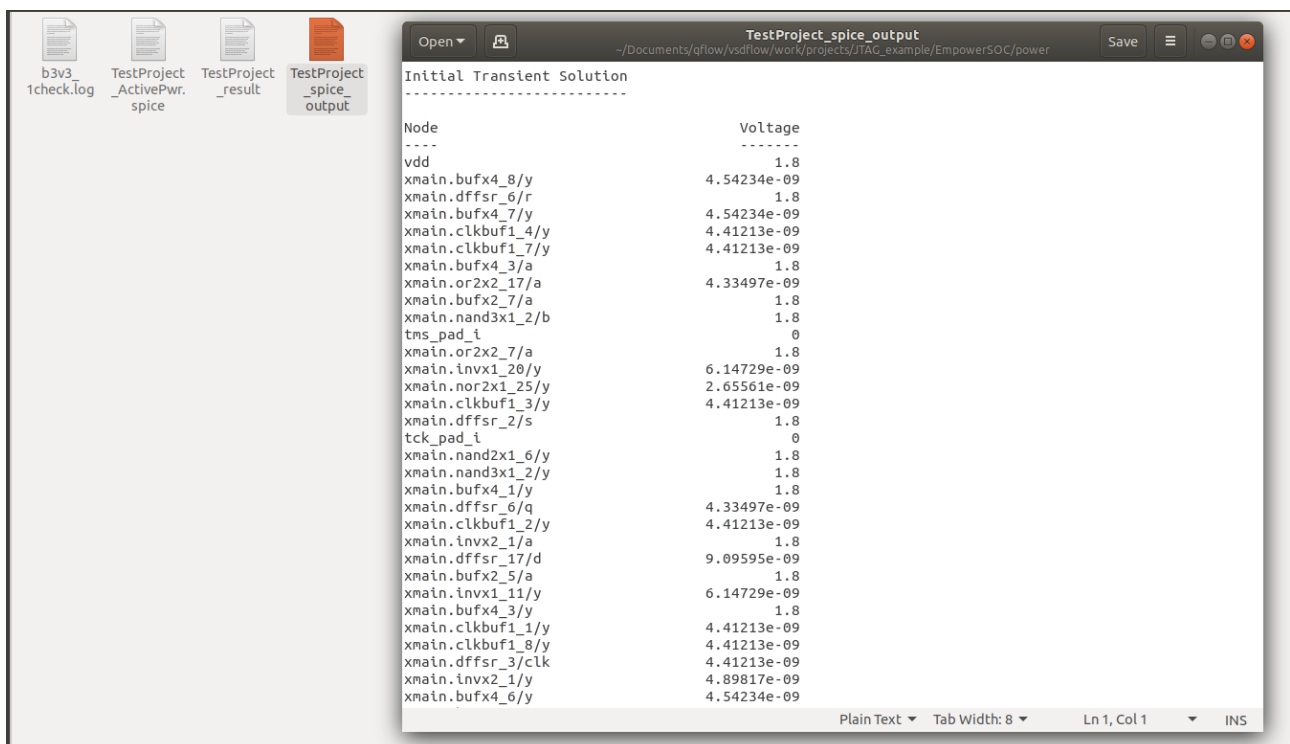 b3v3_
1check.log
TestProject
_ActivePwr.
spice
TestProject
_result
TestProject
_spice_
output
Open
TestProject_spice_output
~/Documents/qflow/vsdflow/work/projects/JTAG_example/EmpowerSOC/power
Save
Initial Transient Solution
--------------------------
Node Voltage
---- -------
vdd 1.8
xmain.bufx4_8/y 4.54234e-09
xmain.dffsr_6/r 1.8
xmain.bufx4_7/y 4.54234e-09
xmain.clkbuf1_4/y 4.41213e-09
xmain.clkbuf1_7/y 4.41213e-09
xmain.bufx4_3/a 1.8
xmain.or2x2_17/a 4.33497e-09
xmain.bufx2_7/a 1.8
xmain.nand3x1_2/b 1.8
tms_pad_i 0
xmain.or2x2_7/a 1.8
xmain.invx1_20/y 6.14729e-09
xmain.nor2x1_25/y 2.65561e-09
xmain.clkbuf1_3/y 4.41213e-09
xmain.dffsr_2/s 1.8
tck_pad_i 0
xmain.nand2x1_6/y 1.8
xmain.nand3x1_2/y 1.8
xmain.bufx4_1/y 1.8
xmain.dffsr_6/q 4.33497e-09
xmain.clkbuf1_2/y 4.41213e-09
xmain.invx2_1/a 1.8
xmain.dffsr_17/d 9.09595e-09
xmain.bufx2_5/a 1.8
xmain.invx1_11/y 6.14729e-09
xmain.bufx4_3/y 1.8
xmain.clkbuf1_1/y 4.41213e-09
xmain.clkbuf1_8/y 4.41213e-09
xmain.dffsr_3/clk 4.41213e-09
xmain.invx2_1/y 4.89817e-09
xmain.bufx4_6/y 4.54234e-09
Plain Text Tab Width: 8 Ln 1, Col 1 INS